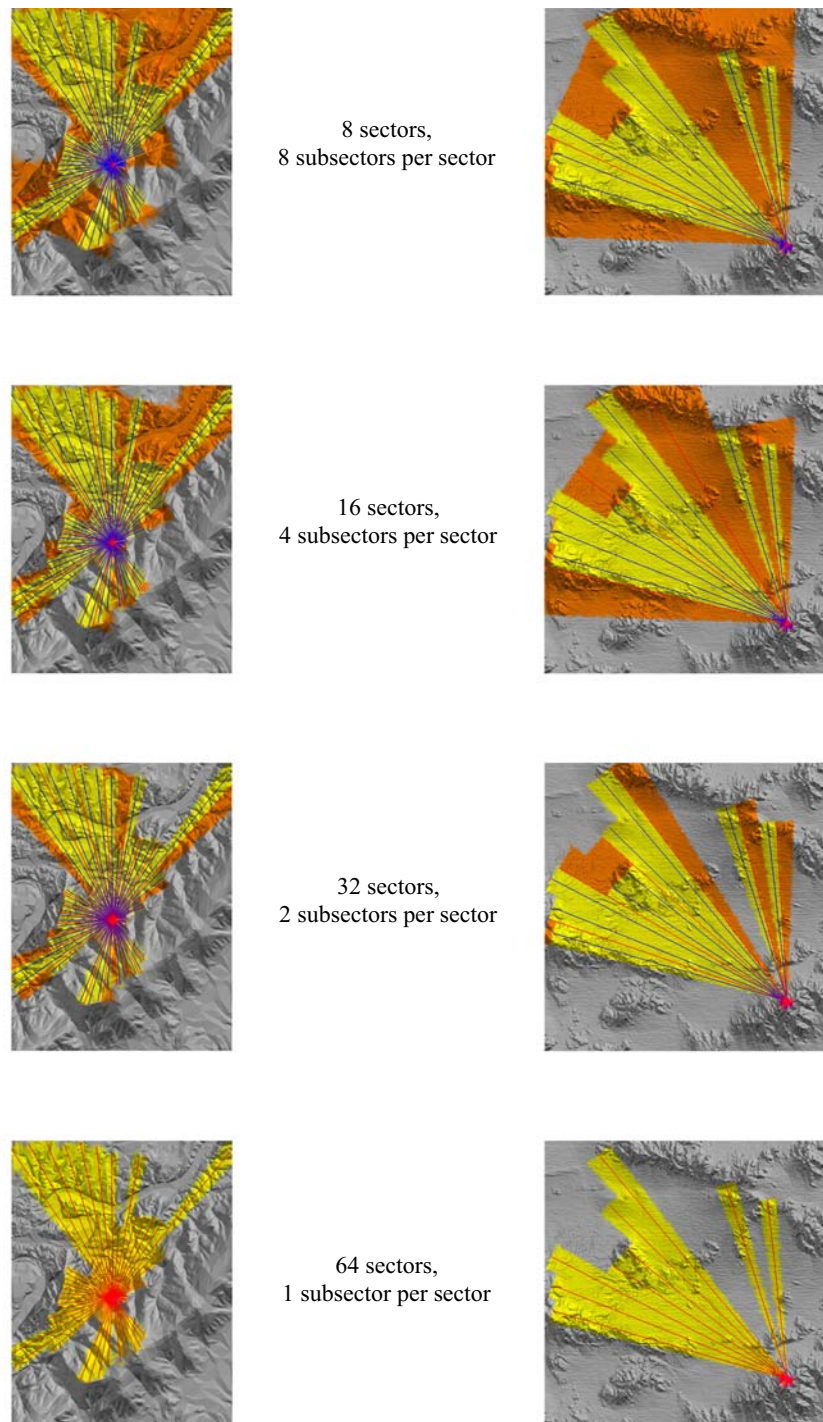 8 sectors,
8 subsectors per sector
16 sectors,
4 subsectors per sector
32 sectors,
2 subsectors per sector
64 sectors,
1 subsector per sector